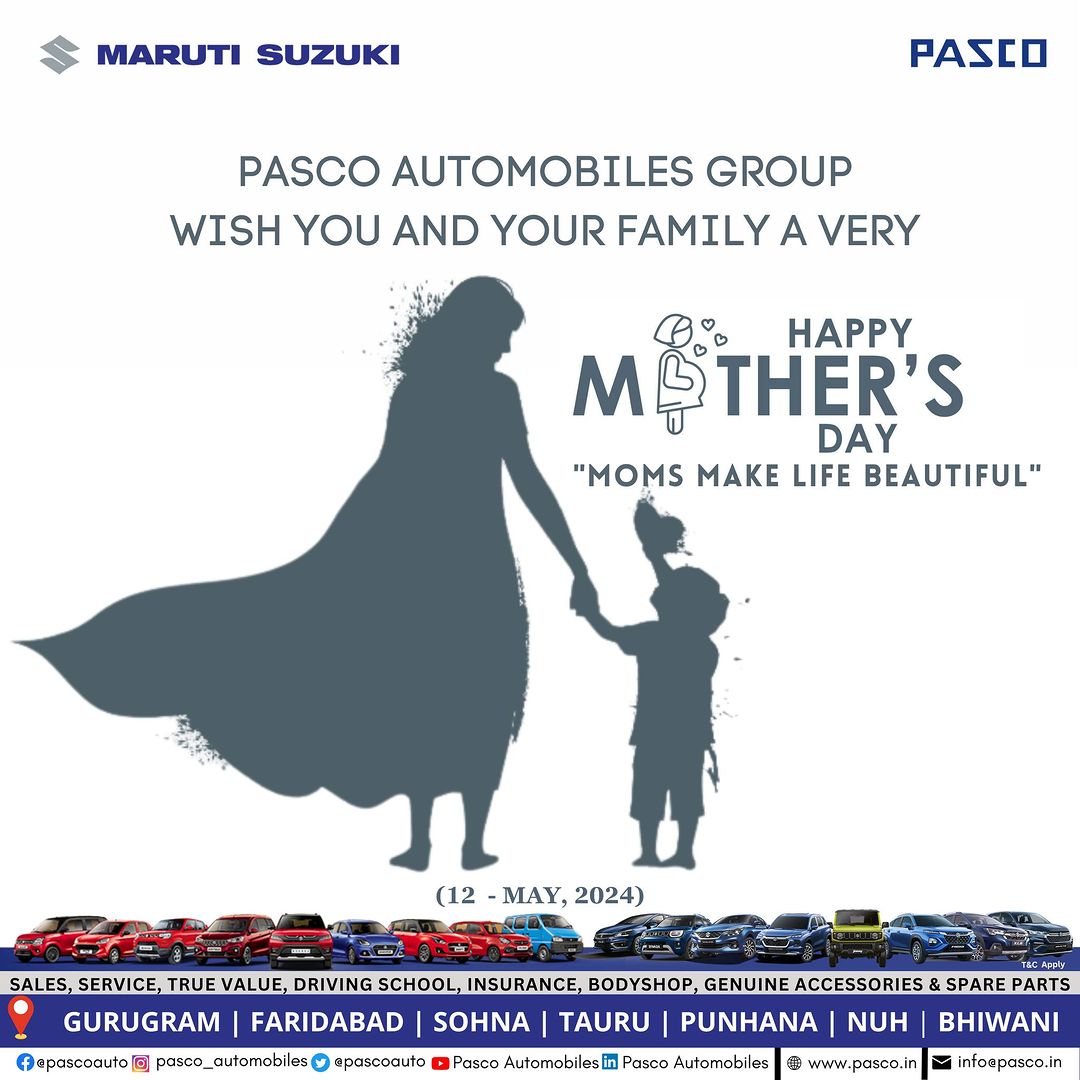 MARUTI SUZUKI
PASCO
PASCO AUTOMOBILES GROUP
WISH YOU AND YOUR FAMILY A VERY
HAPPY
MOTHER'S
DAY
"MOMS MAKE LIFE BEAUTIFUL"
(12 - MAY, 2024)
T&C Apply
SALES, SERVICE, TRUE VALUE, DRIVING SCHOOL, INSURANCE, BODYSHOP, GENUINE ACCESSORIES & SPARE PARTS
GURUGRAM | FARIDABAD | SOHNA | TAURU | PUNHANA | NUH | BHIWANI
@pascoauto pasco_automobiles @pascoauto Pasco Automobiles Pasco Automobiles | www.pasco.in | info@pasco.in